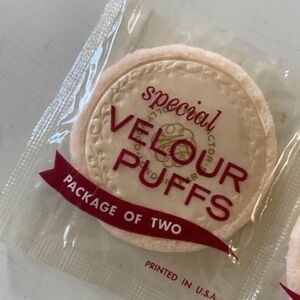 special
VELOUR
PUFFS
PACKAGE OF TWO
PRINTED IN U.S.A.